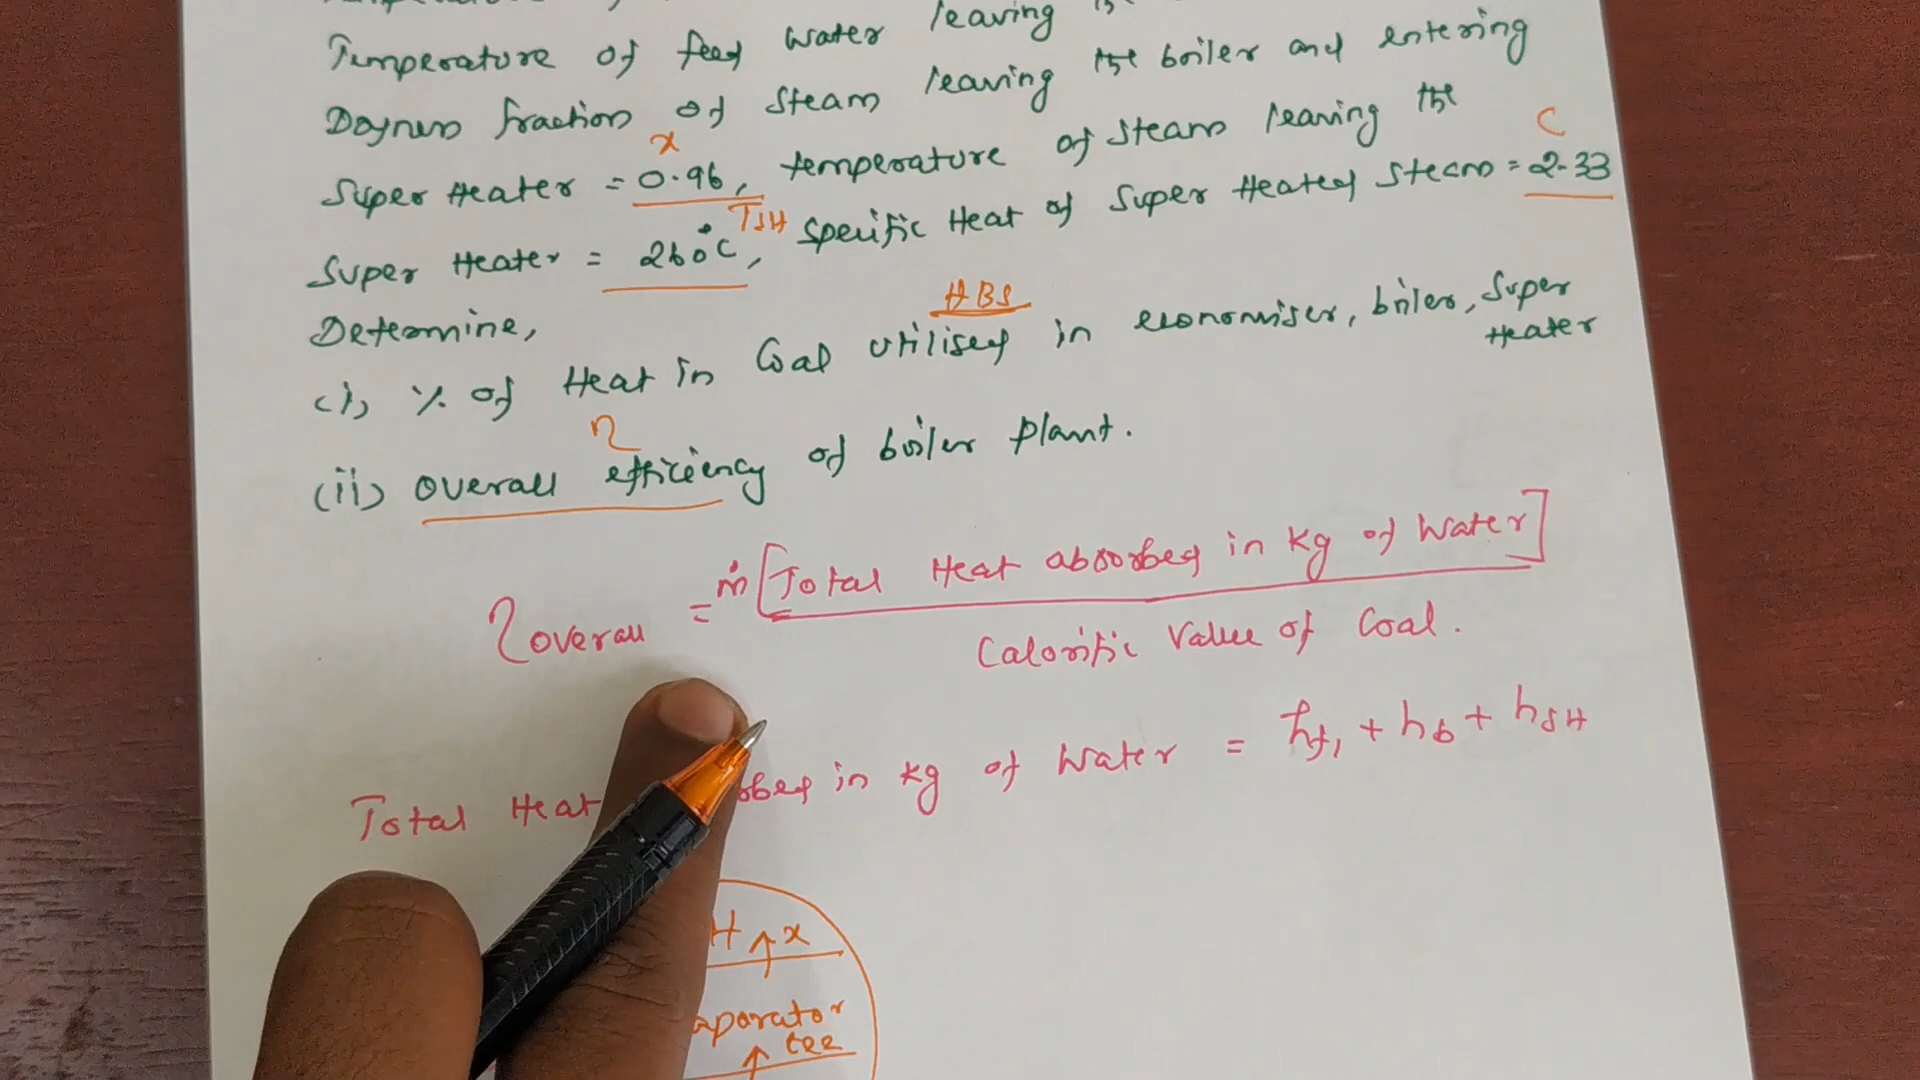 Temperature of feed water leaving
Dryness fraction of steam leaving the boiler and entering
x
Super Heater = 0.96, temperature of steam leaving the
C
TSH
Super Heater = 260°C, Specific Heat of Super Heated Steam = 2.33
HBS
Determine,
(i), % of Heat in Coal utilised in economiser, boiler, Super Heater
η
(ii) Overall efficiency of boiler plant.
η overall = ṁ [Total Heat absorbed in kg of Water]
Calorific Value of Coal.
Total Heat in kg of Water = hf1 + hb + hSH
H ↑ x
aporator
↑